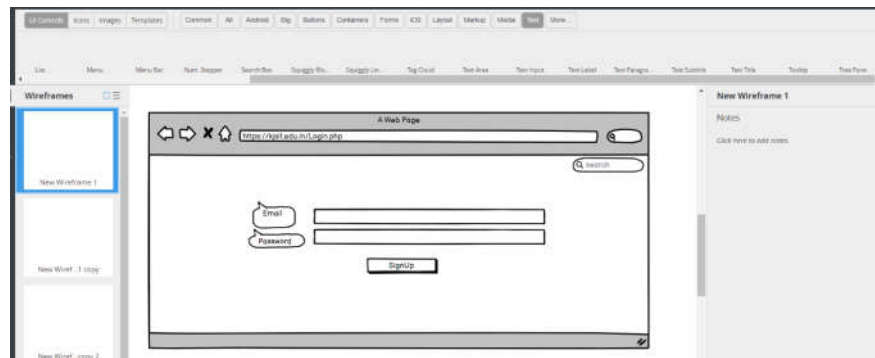 UI Controls Icons Images Templates Common All Android Big Buttons Containers Forms iOS Layout Markup Media Text More...
List Menu Menu Bar Num. Stepper Search Box Squiggly Blo... Squiggly Lin... Tag Cloud Text Area Text Input Text Label Text Paragra... Text Subtitle Text Title Tooltip Tree Pane
Wireframes
New Wireframe 1
Notes
Click here to add notes
A Web Page
https://kjsit.edu.in/Login.php
search
New Wireframe 1
Email
Password
SignUp
New Wiref...1 copy
New Wiref...copy 2